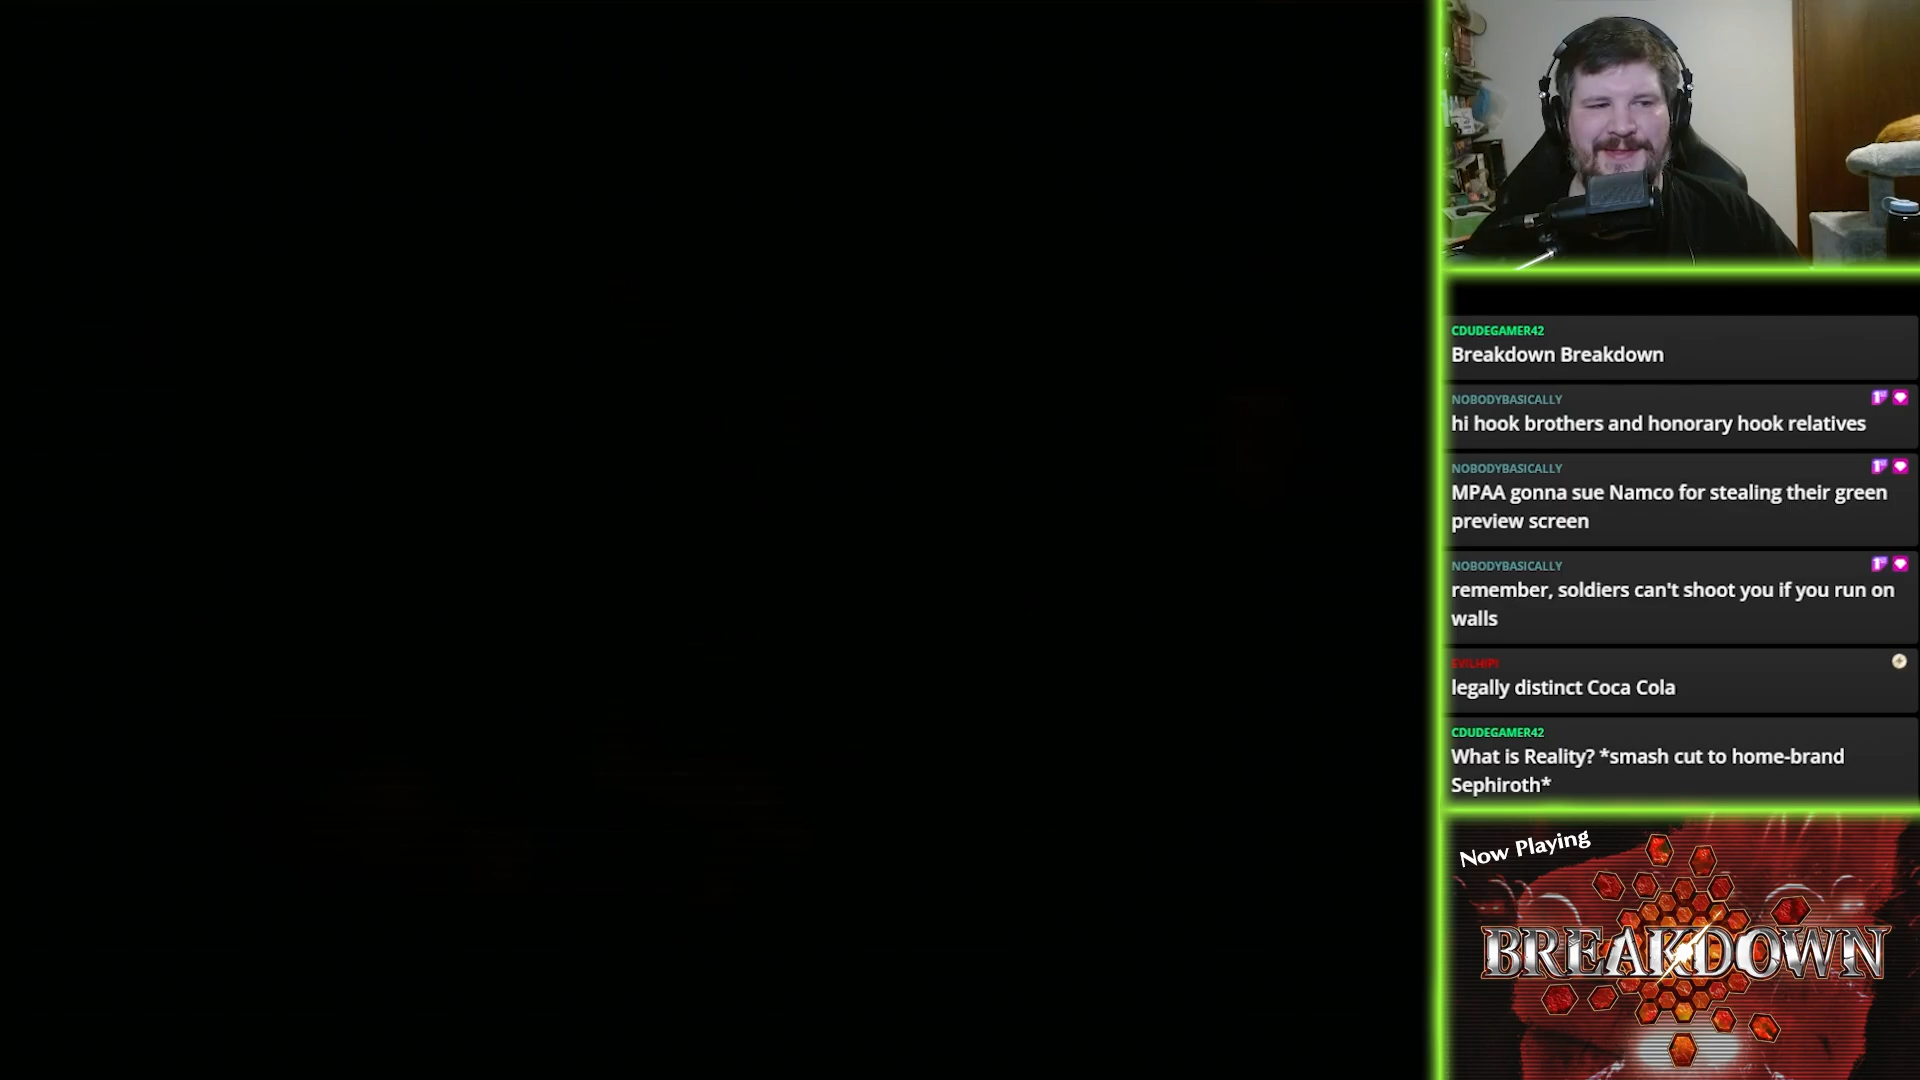 CDUDEGAMER42
Breakdown Breakdown
NOBODYBASICALLY
hi hook brothers and honorary hook relatives
NOBODYBASICALLY
MPAA gonna sue Namco for stealing their green
preview screen
NOBODYBASICALLY
remember, soldiers can't shoot you if you run on
walls
EVILHIPI
legally distinct Coca Cola
CDUDEGAMER42
What is Reality? *smash cut to home-brand
Sephiroth*
Now Playing
BREAKDOWN